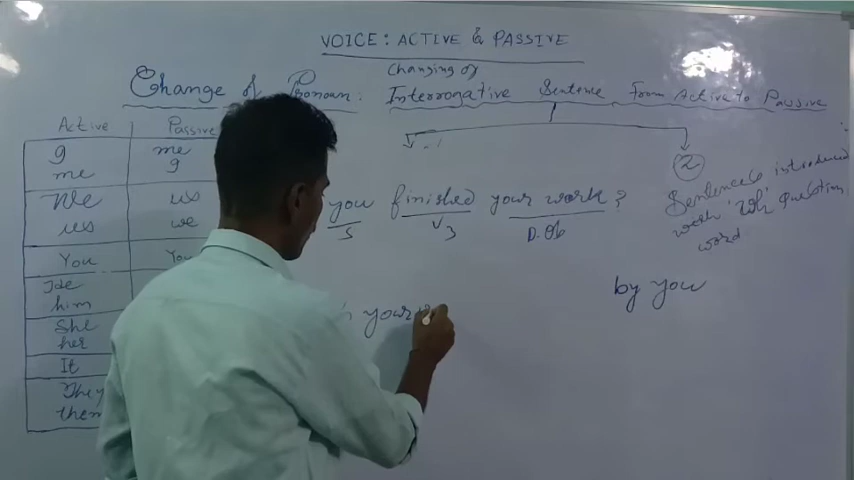 VOICE: ACTIVE & PASSIVE
Change of Pronoun:
Changing of
Interrogative Sentence From Active to Passive
Active Passive
I me
me I
We us
us we
You You
He
him
She
her
It
They
them
you finished your work?
S V3 D.Ob
2
Sentences introduced
with 'Wh' Question
word
by you
your